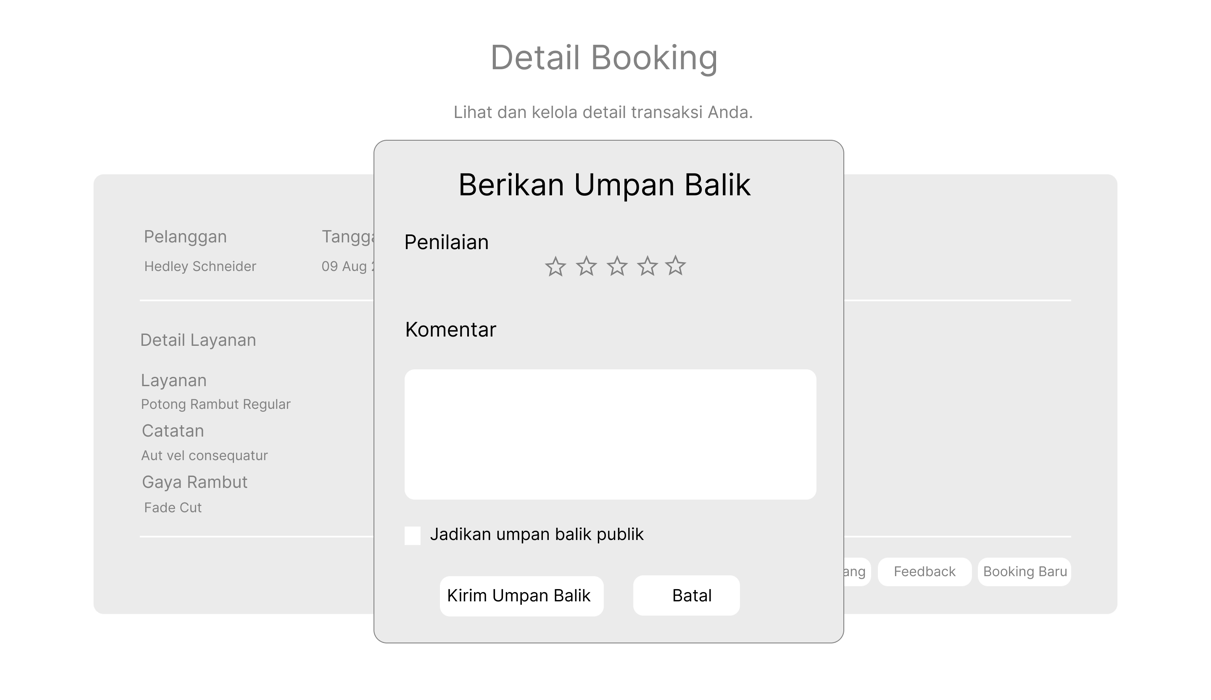 Detail Booking
Lihat dan kelola detail transaksi Anda.
Berikan Umpan Balik
Penilaian
Komentar
Jadikan umpan balik publik
Kirim Umpan Balik
Batal
Pelanggan
Hedley Schneider
09 Aug
Detail Layanan
Layanan
Potong Rambut Regular
Catatan
Aut vel consequatur
Gaya Rambut
Fade Cut
Feedback
Booking Baru